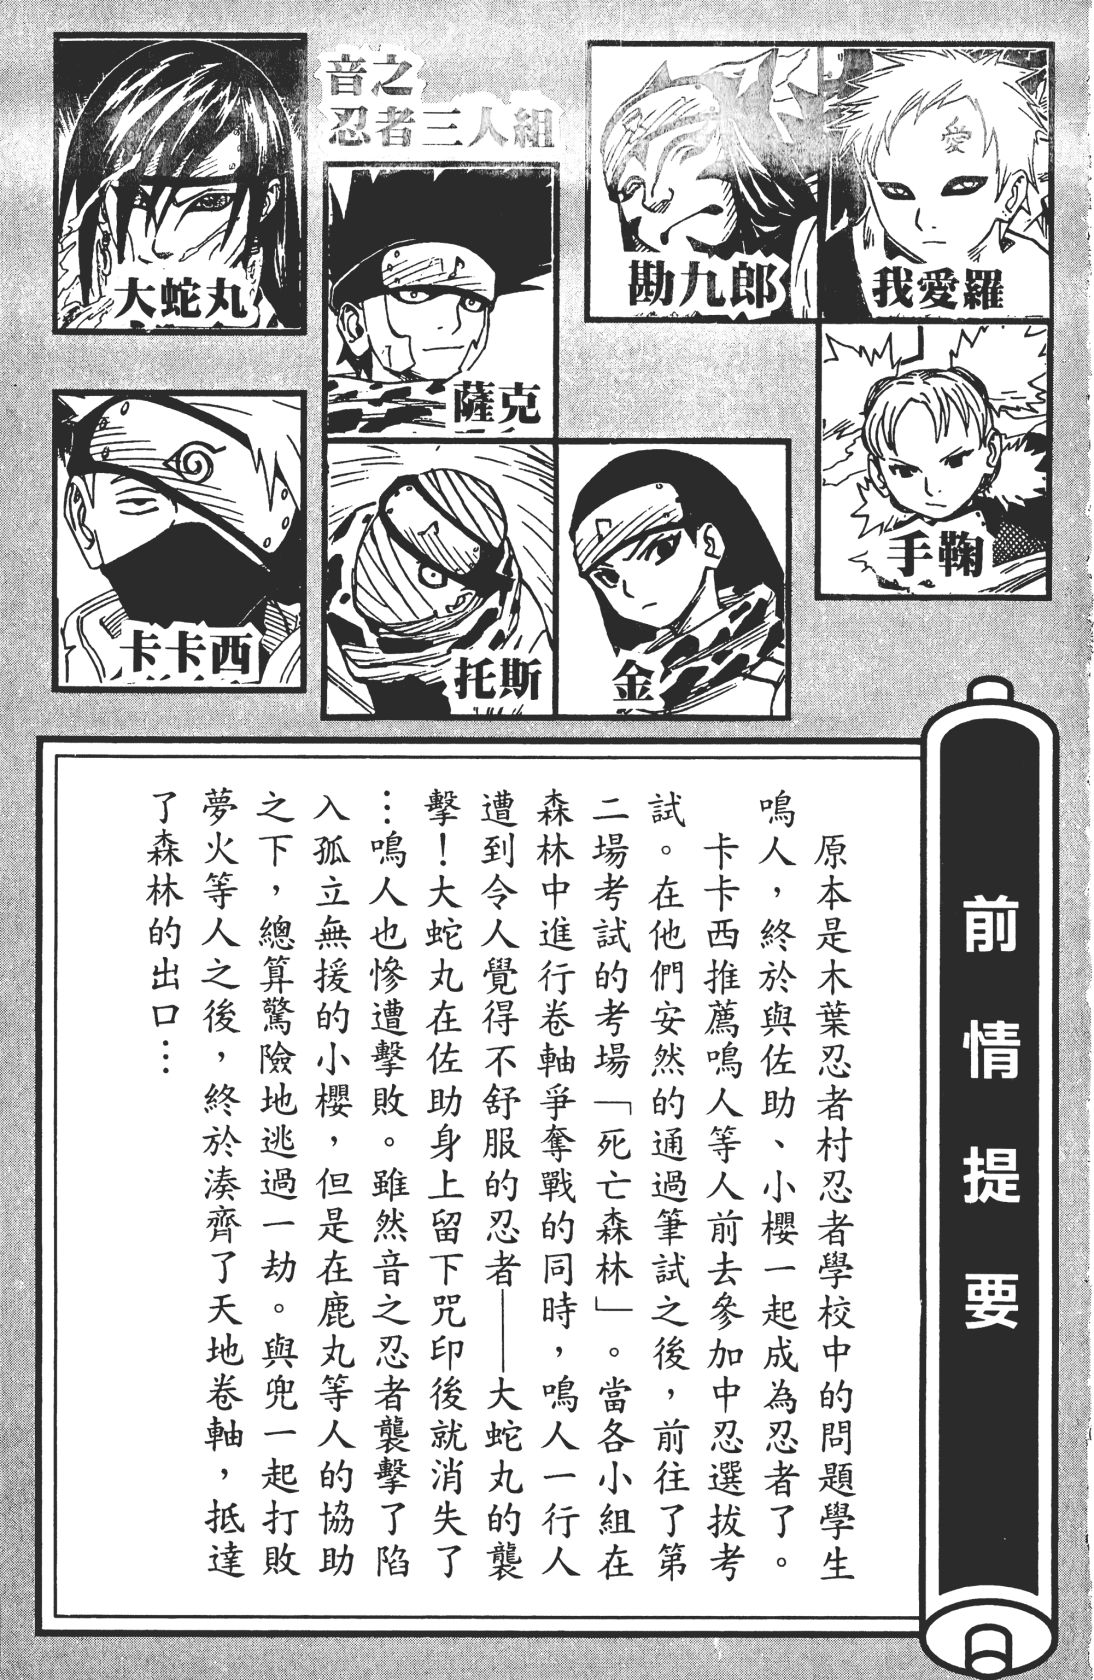 音之
忍者三人組
大蛇丸
薩克
勘九郎
我愛羅
手鞠
卡卡西
托斯
金
前情提要
原本是木葉忍者村忍者學校中的問題學生
鳴人，終於與佐助、小櫻一起成為忍者了。
卡卡西推薦鳴人等人前去參加中忍選拔考
試。在他們安然的通過筆試之後，前往了第
二場考試的考場「死亡森林」。當各小組在
森林中進行卷軸爭奪戰的同時，鳴人一行人
遭到令人覺得不舒服的忍者——大蛇丸的襲
擊！大蛇丸在佐助身上留下咒印後就消失了
…鳴人也慘遭擊敗。雖然音之忍者襲擊了陷
入孤立無援的小櫻，但是在鹿丸等人的協助
之下，總算驚險地逃過一劫。與兜一起打敗
夢火等人之後，終於湊齊了天地卷軸，抵達
了森林的出口…
愛